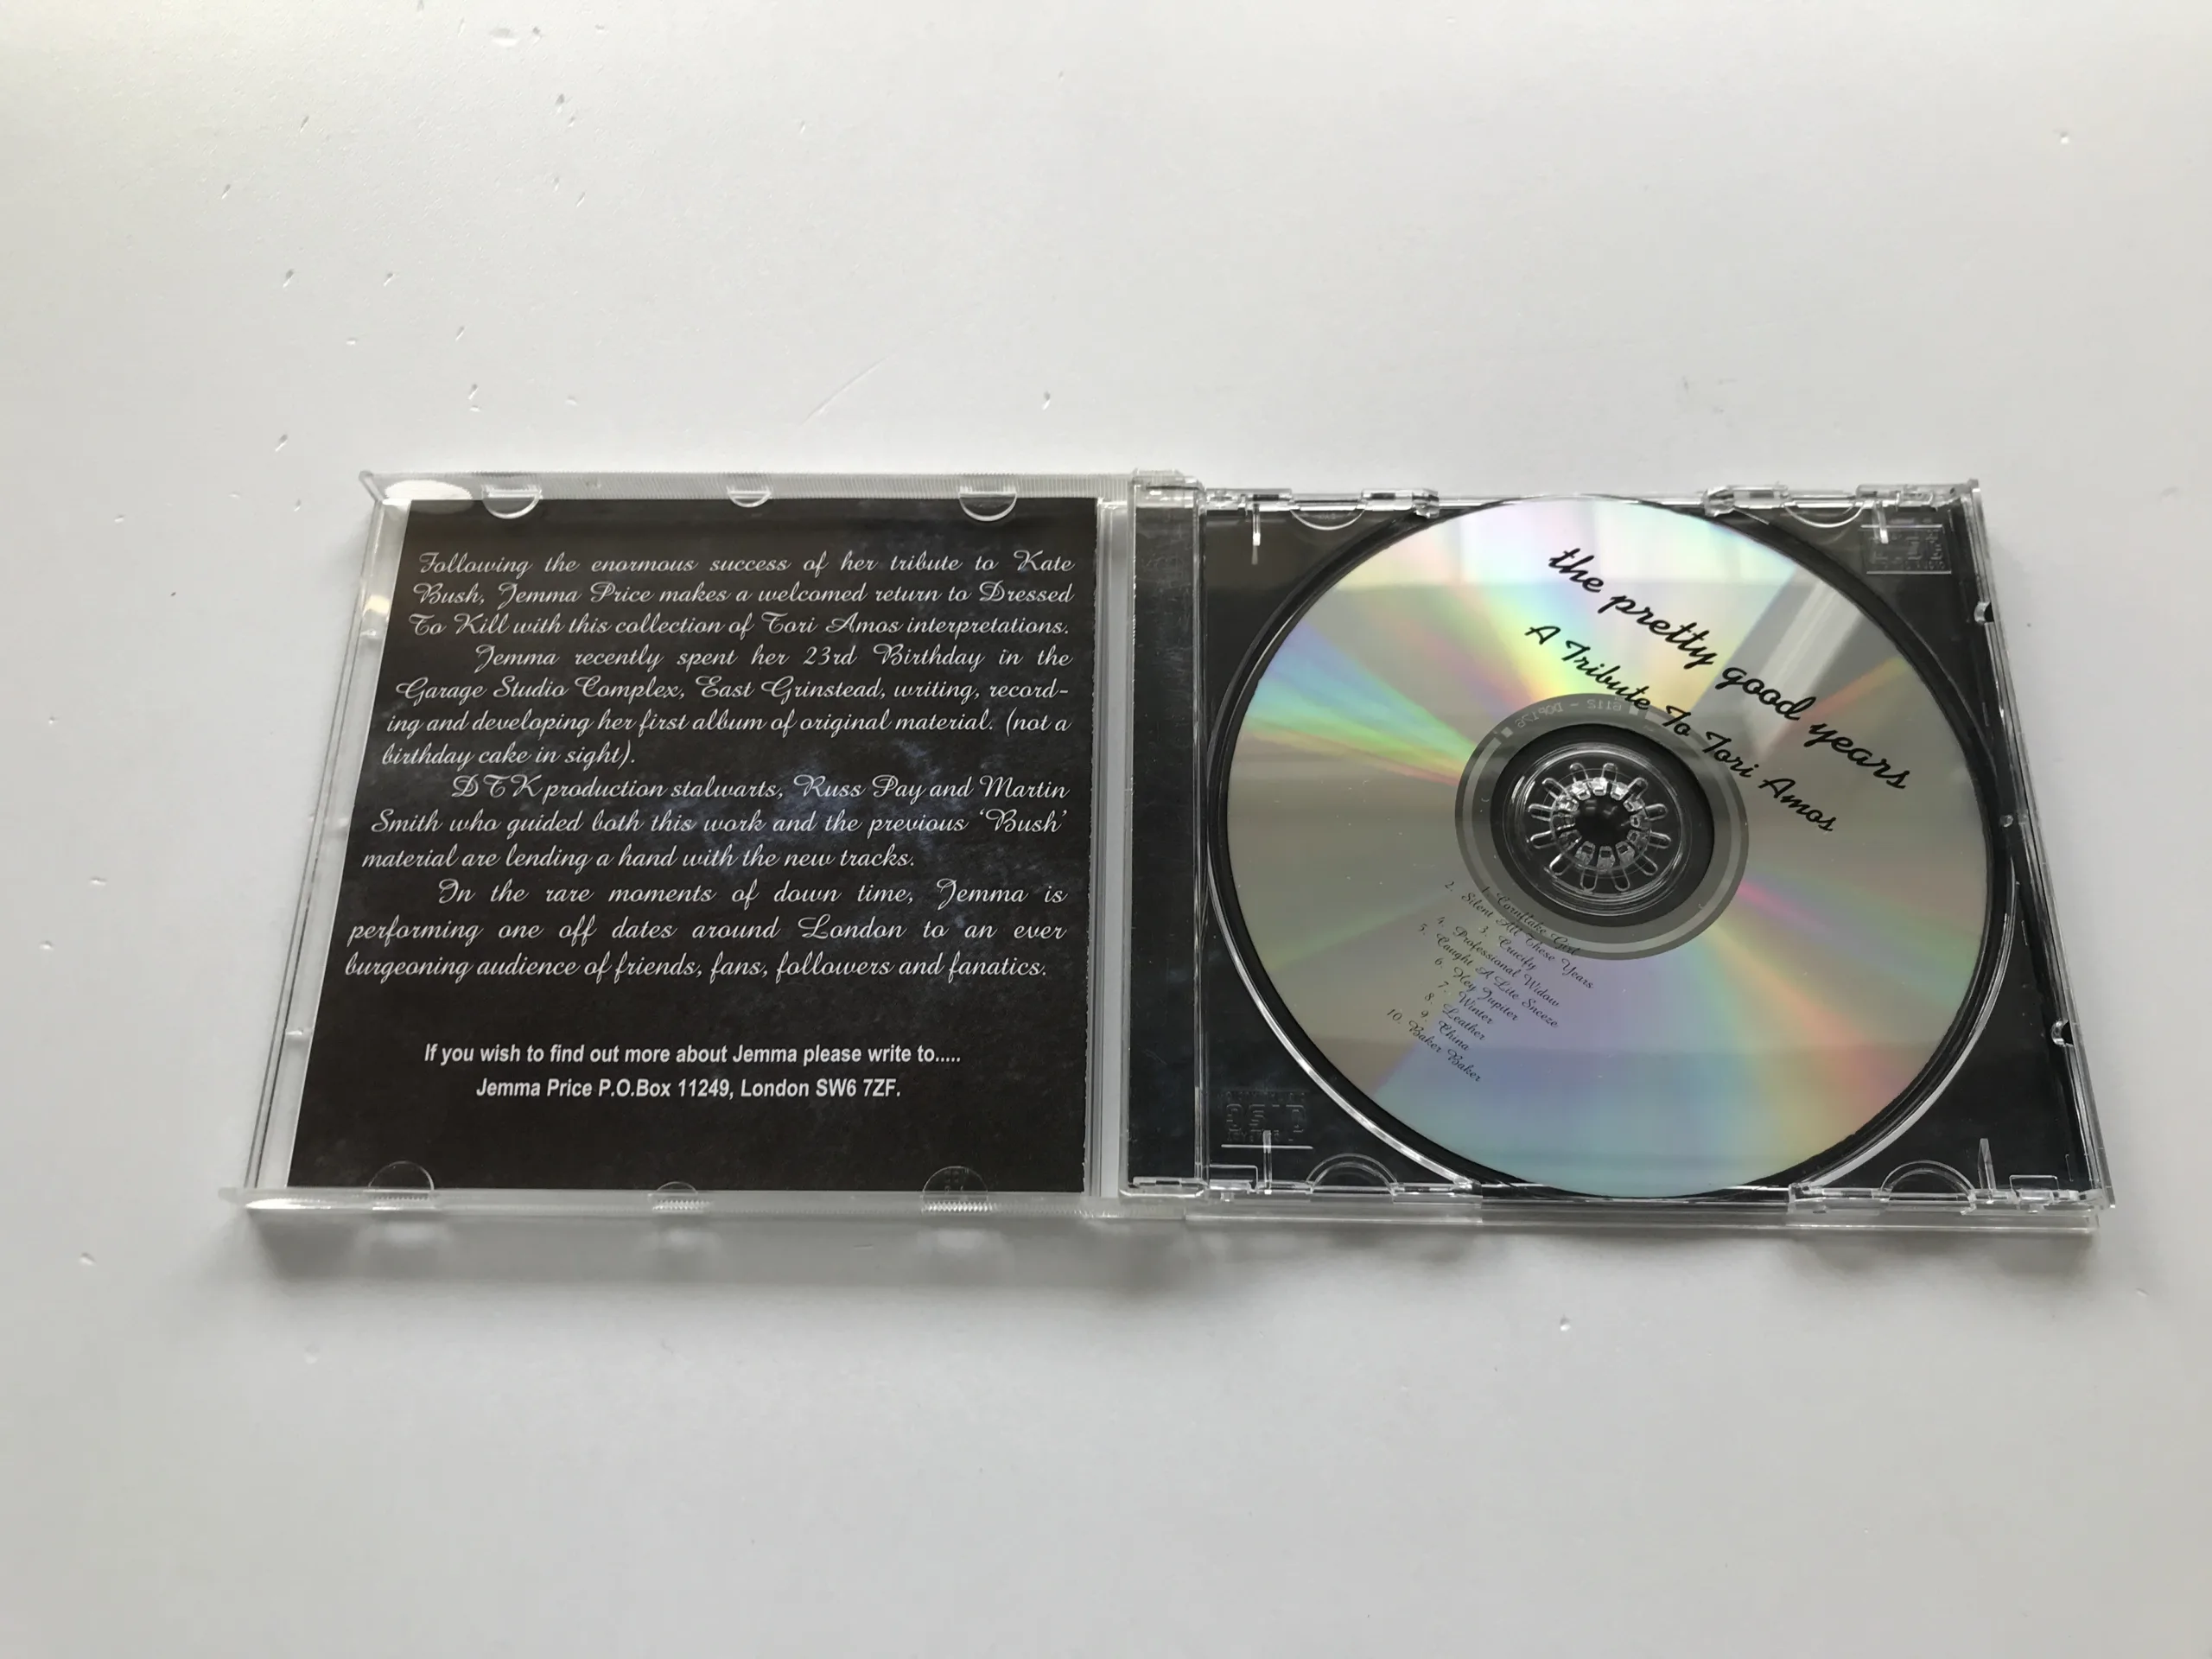 Following the enormous success of her tribute to Kate
Bush, Jemma Price makes a welcomed return to Dressed
To Kill with this collection of Tori Amos interpretations.
Jemma recently spent her 23rd Birthday in the
Garage Studio Complex, East Grinstead, writing, record-
ing and developing her first album of original material. (not a
birthday cake in sight).
DTK production stalwarts, Russ Pay and Martin
Smith who guided both this work and the previous 'Bush'
material are lending a hand with the new tracks.
In the rare moments of down time, Jemma is
performing one off dates around London to an ever
burgeoning audience of friends, fans, followers and fanatics.
If you wish to find out more about Jemma please write to.....
Jemma Price P.O.Box 11249, London SW6 7ZF.
the pretty good years
A Tribute To Tori Amos
1. Cornflake Girl
2. Silent All These Years
3. Crucify
4. Professional Widow
5. Caught A Lite Sneeze
6. Hey Jupiter
7. Winter
8. Leather
9. China
10. Baker Baker